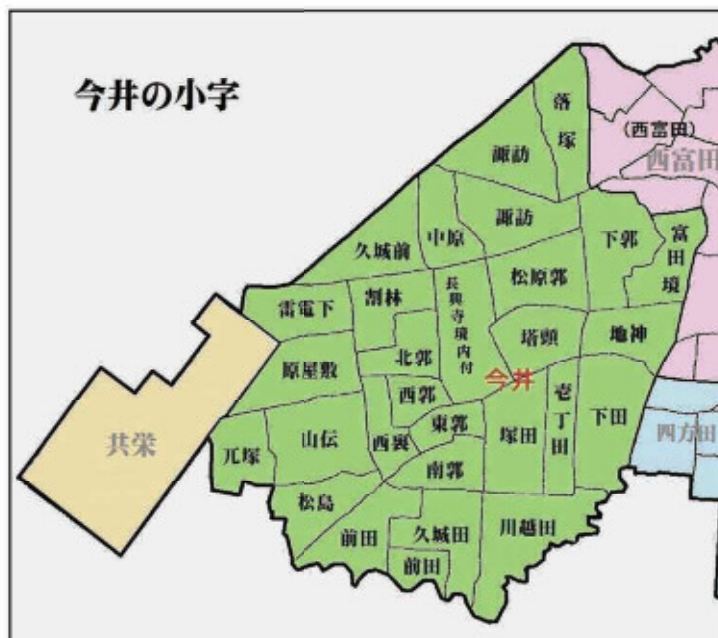 今井の小字
落塚
(西富田)
西富田
諏訪
諏訪
中原
久城前
下郭
富田境
松原郭
長興寺境内付
割林
雷電下
塔頭
地神
北郭
原屋敷
今井
西郭
壱丁田
下田
東郭
塚田
四方田
共栄
山伝
西裏
兀塚
南郭
松島
前田
久城田
川越田
前田